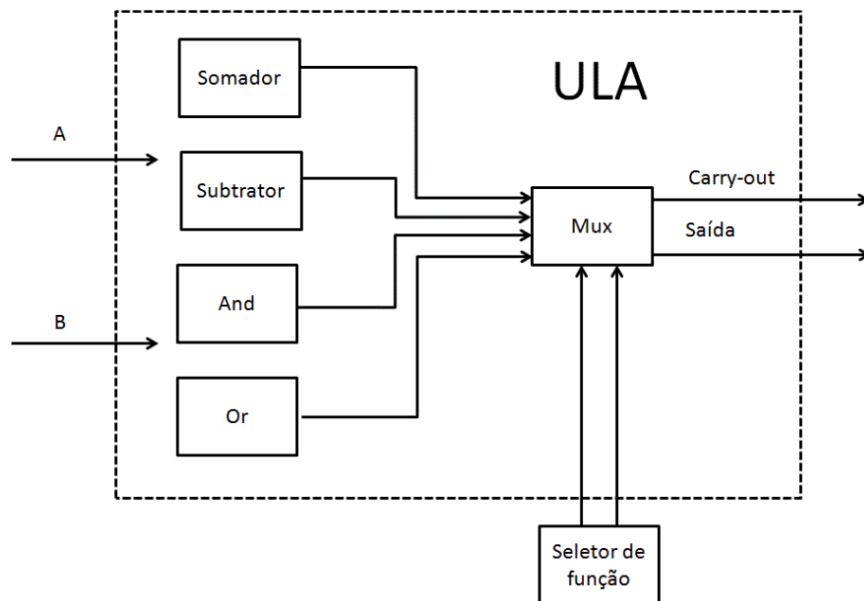 Somador
ULA
A
Subtrator
Carry-out
Mux
Saída
And
B
Or
Seletor de
função